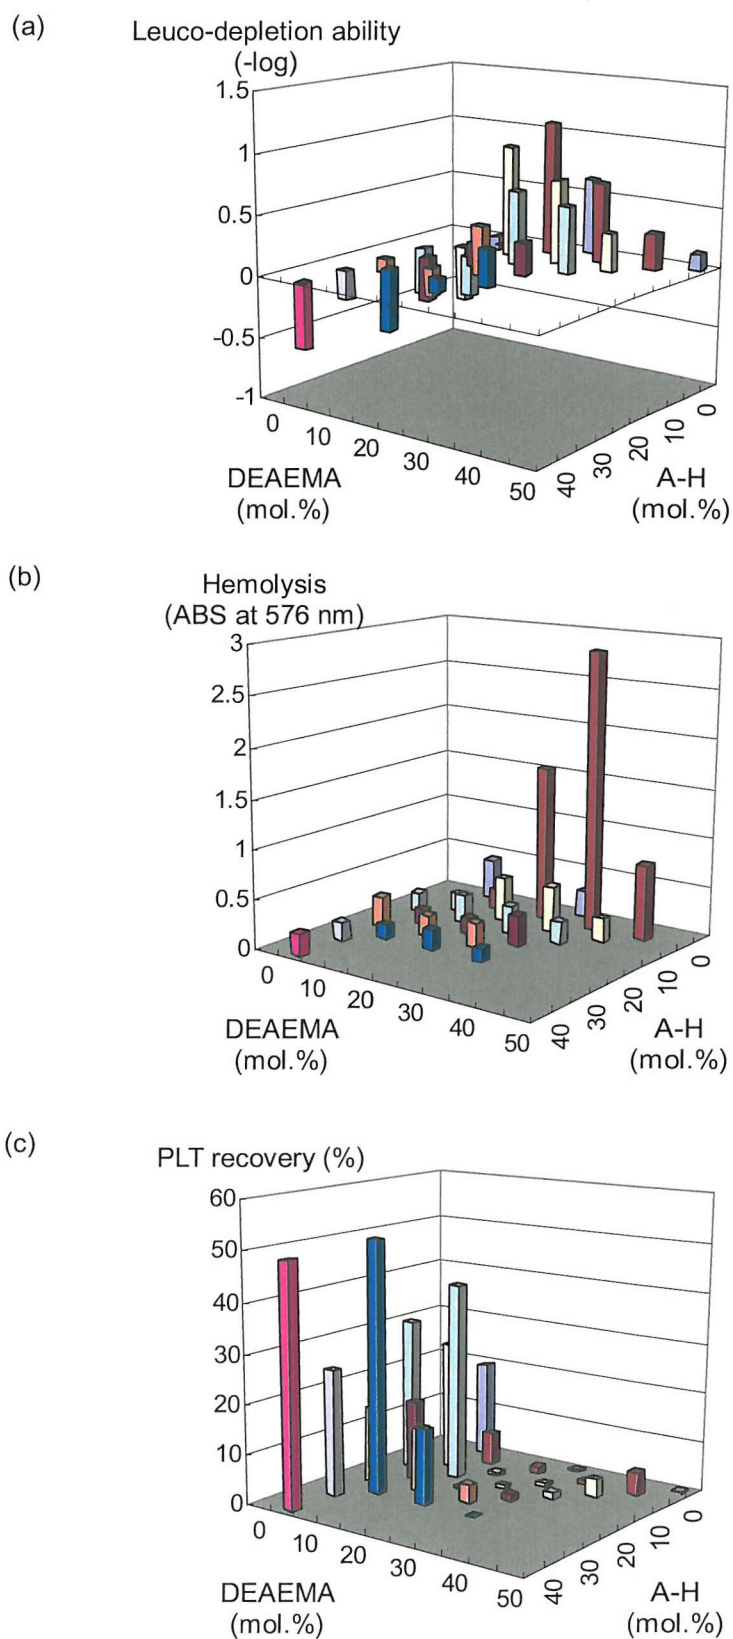 (a)
Leuco-depletion ability
(-log)
1.5
1
0.5
0
-0.5
-1
0
10
20
30
40
50
DEAEMA
(mol.%)
40
30
20
10
0
A-H
(mol.%)
(b)
Hemolysis
(ABS at 576 nm)
3
2.5
2
1.5
1
0.5
0
0
10
20
30
40
50
DEAEMA
(mol.%)
40
30
20
10
0
A-H
(mol.%)
(c)
PLT recovery (%)
60
50
40
30
20
10
0
0
10
20
30
40
50
DEAEMA
(mol.%)
40
30
20
10
0
A-H
(mol.%)